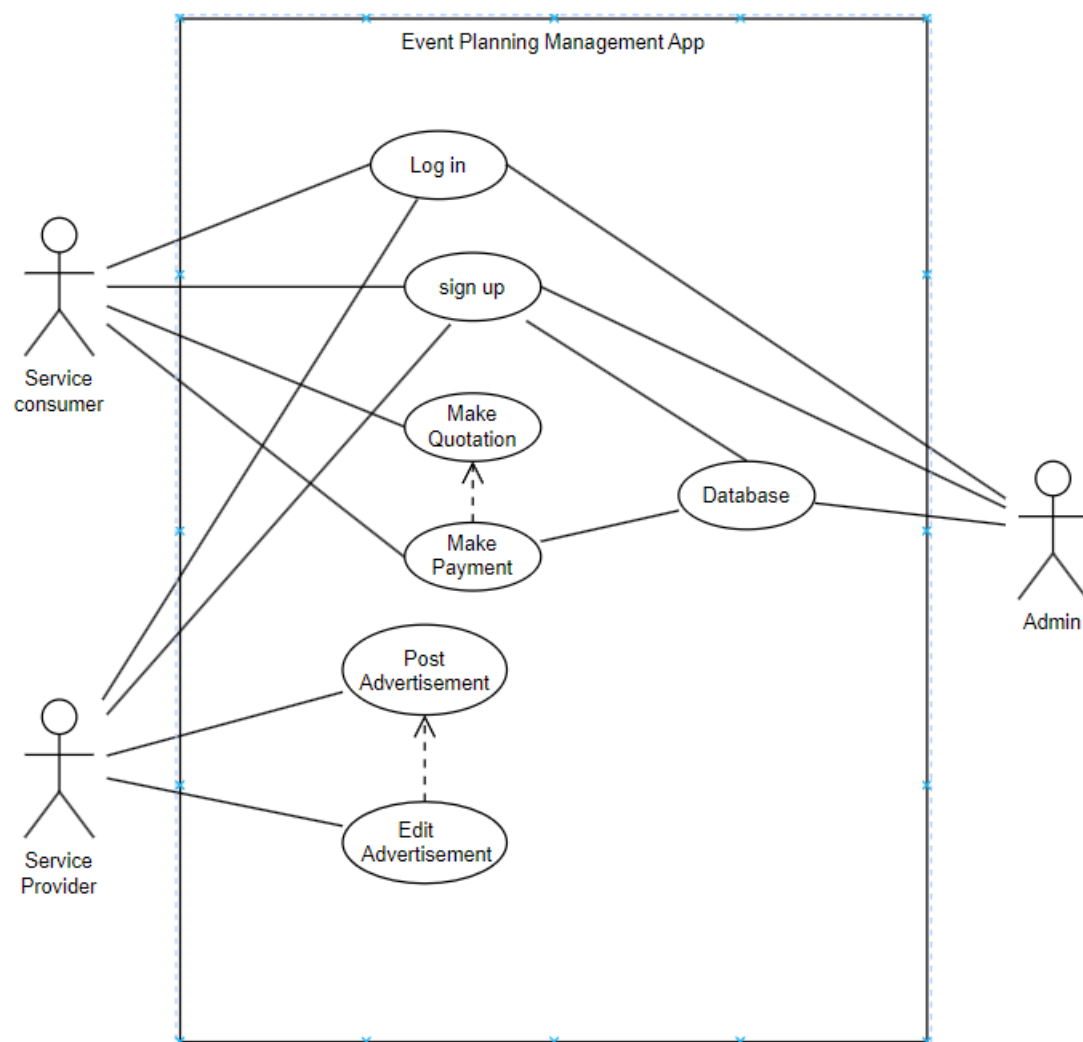 Event Planning Management App
Log in
sign up
Service
consumer
Make
Quotation
Database
Make
Payment
Admin
Post
Advertisement
Service
Provider
Edit
Advertisement